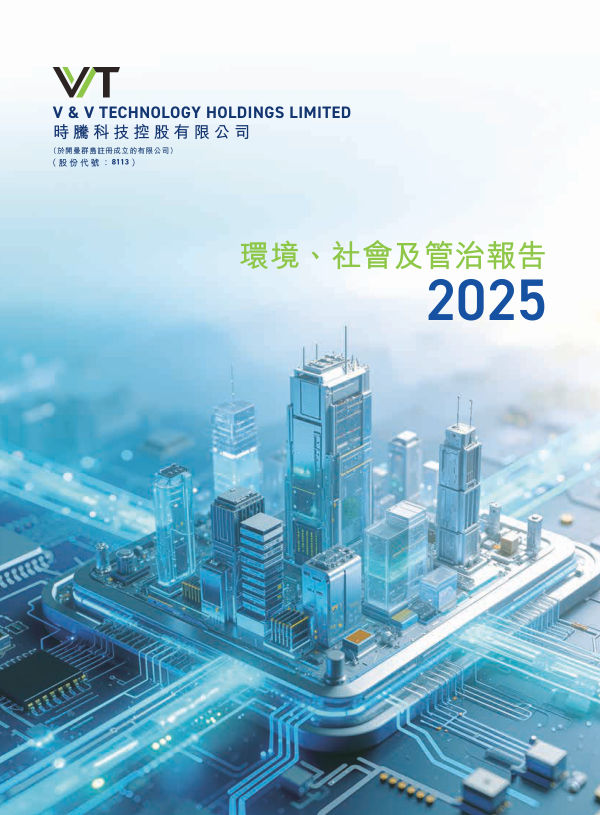 VVT
V & V TECHNOLOGY HOLDINGS LIMITED
時騰科技控股有限公司
（於開曼群島註冊成立的有限公司）
（股份代號：8113）
環境、社會及管治報告
2025